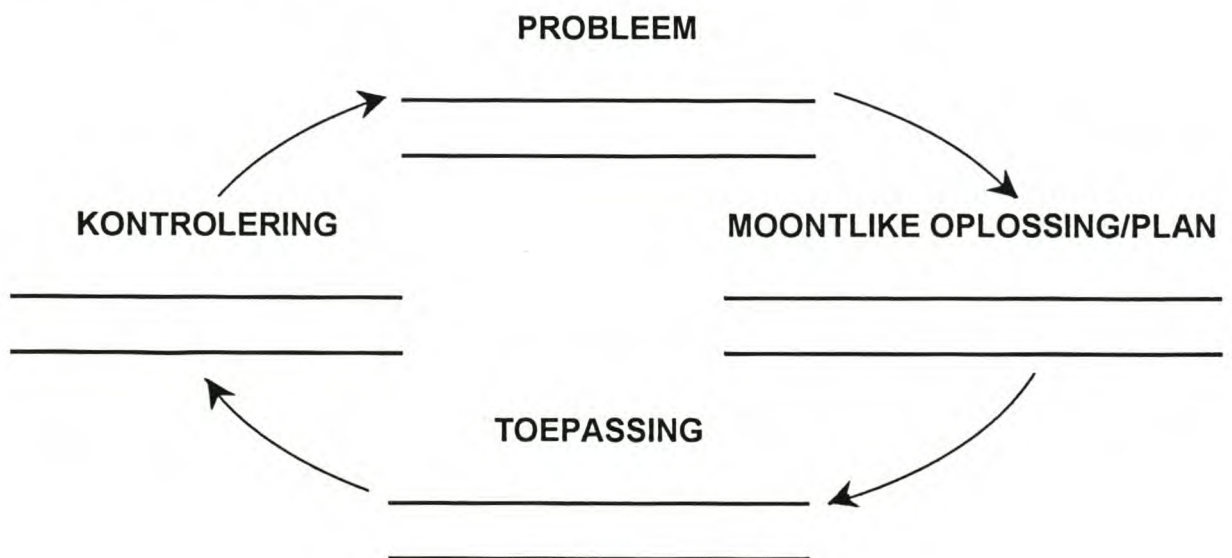 PROBLEEM
KONTROLERING
MOONTLIKE OPLOSSING/PLAN
TOEPASSING